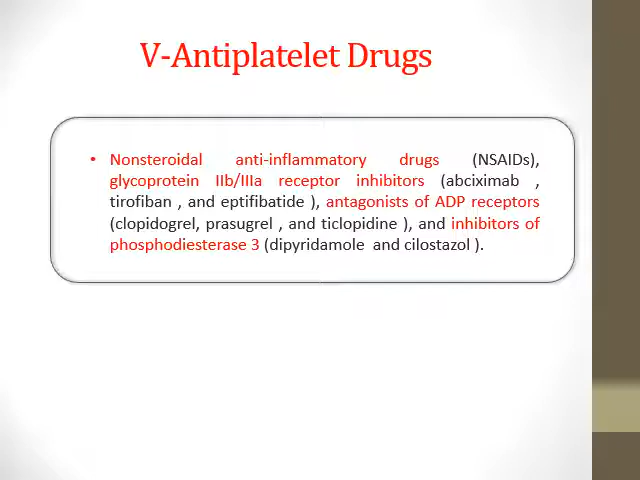 V-Antiplatelet Drugs
• Nonsteroidal anti-inflammatory drugs (NSAIDs),
glycoprotein IIb/IIIa receptor inhibitors (abciximab ,
tirofiban , and eptifibatide ), antagonists of ADP receptors
(clopidogrel, prasugrel , and ticlopidine ), and inhibitors of
phosphodiesterase 3 (dipyridamole and cilostazol ).